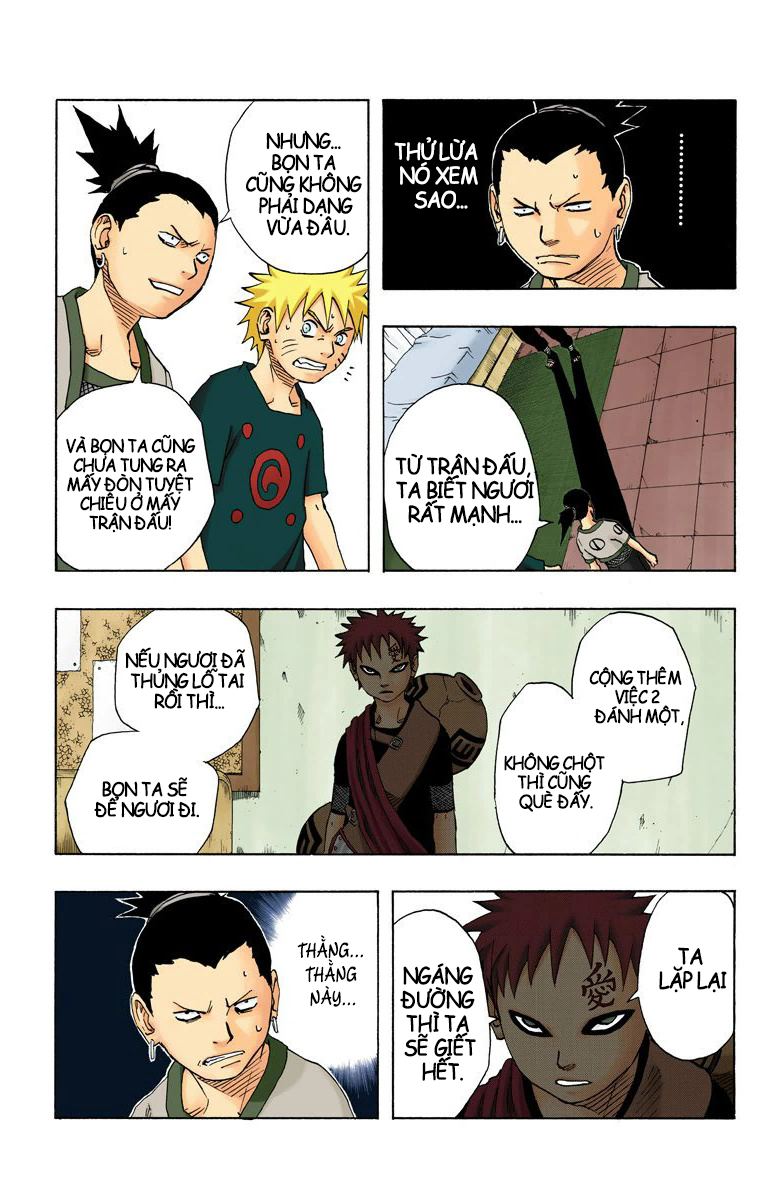 THỬ LỪA
NÓ XEM
SAO...
..........
TỪ TRẬN ĐẤU,
TA BIẾT NGƯƠI
RẤT MẠNH...
NHƯNG...
BỌN TA
CŨNG KHÔNG
PHẢI DẠNG
VỪA ĐÂU.
VÀ BỌN TA CŨNG
CHƯA TUNG RA
MẤY ĐÒN TUYỆT
CHIÊU Ở MẤY
TRẬN ĐẤU!
CỘNG THÊM
VIỆC 2
ĐÁNH MỘT,
KHÔNG CHỘT
THÌ CŨNG
QUÈ ĐẤY.
NẾU NGƯƠI ĐÃ
THỦNG LỖ TAI
RỒI THÌ...
BỌN TA SẼ
ĐỂ NGƯƠI ĐI.
愛
TA
LẶP LẠI
愛
NGÁNG
ĐƯỜNG
THÌ TA
SẼ GIẾT
HẾT.
THẰNG...
THẰNG
NÀY...